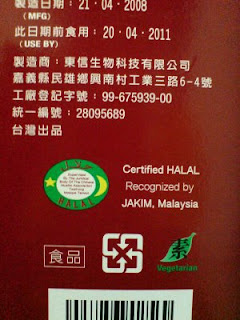 製造日期：21·04·2008
(MFG)
此日期前食用：20·04·2011
(USE BY)
製造商：東信生物科技有限公司
嘉義縣民雄鄉興南村工業三路6-4號
工廠登記字號：99-675939-00
統一編號：28095689
台灣出品
Certified HALAL
Recognized by
JAKIM, Malaysia
HALAL
食品
素
Vegetarian